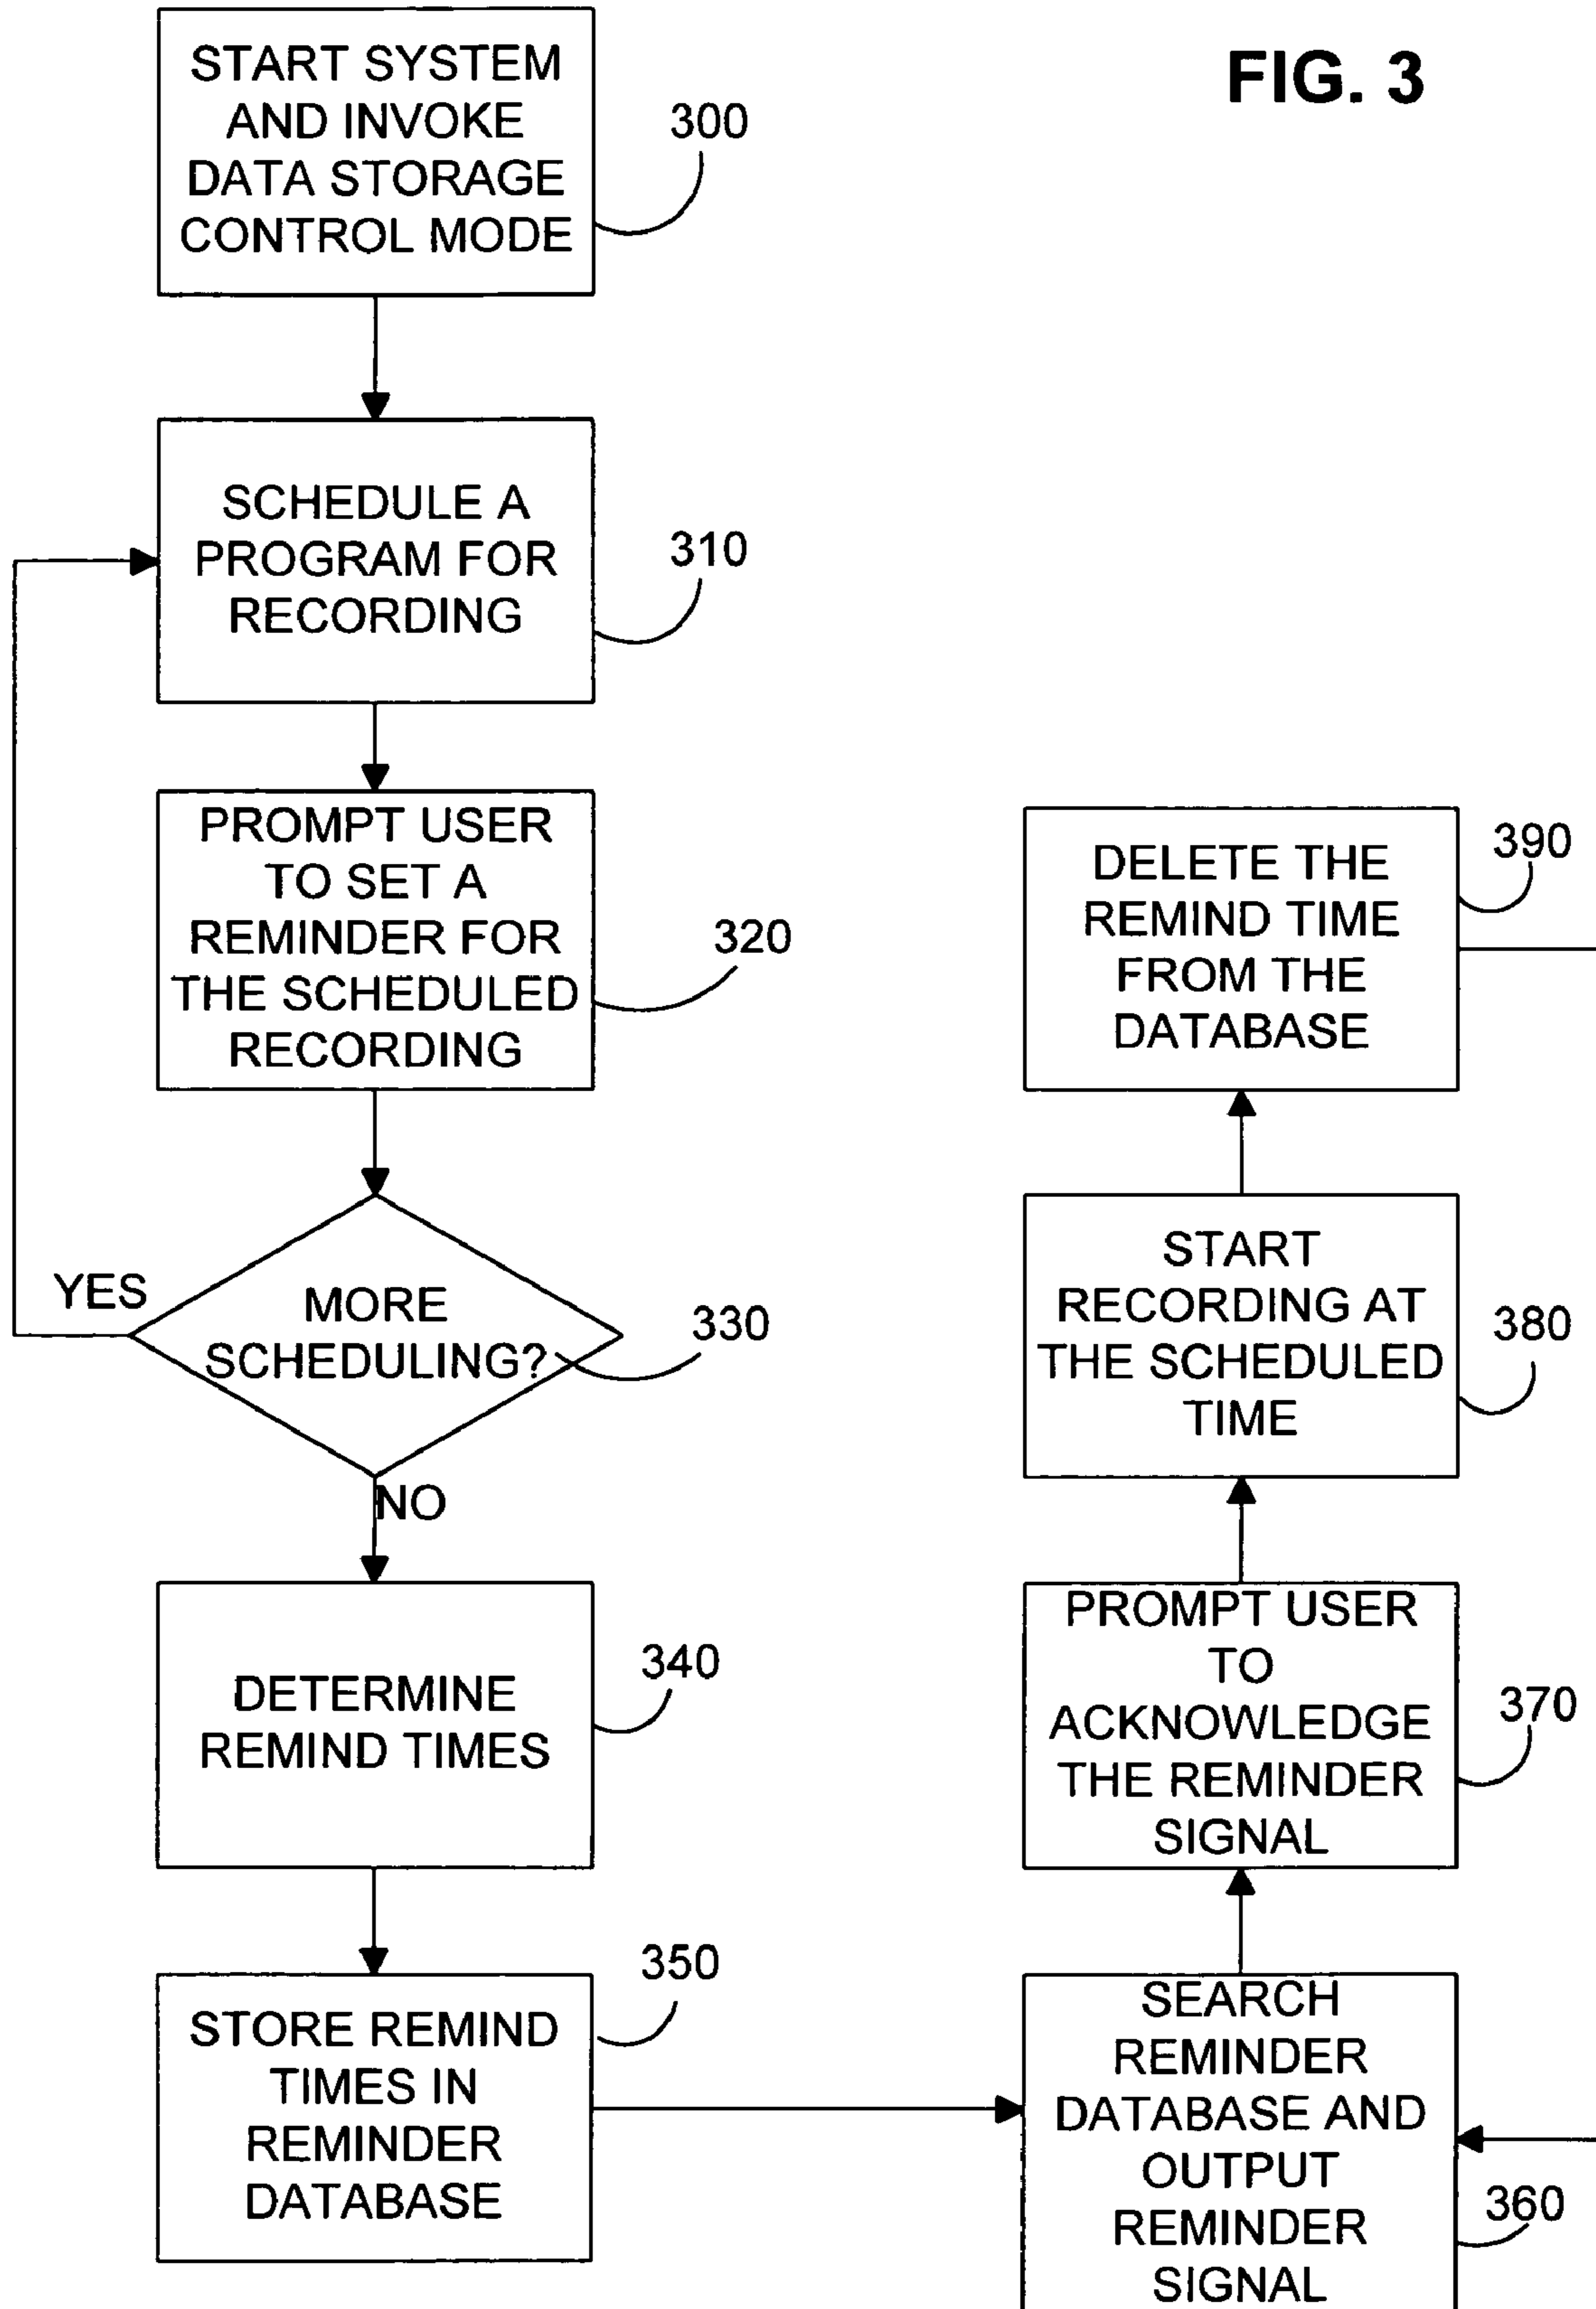 FIG. 3
START SYSTEM
AND INVOKE
DATA STORAGE
CONTROL MODE
300
SCHEDULE A
PROGRAM FOR
RECORDING
310
PROMPT USER
TO SET A
REMINDER FOR
THE SCHEDULED
RECORDING
320
YES
MORE
SCHEDULING?
330
NO
DETERMINE
REMIND TIMES
340
STORE REMIND
TIMES IN
REMINDER
DATABASE
350
DELETE THE
REMIND TIME
FROM THE
DATABASE
390
START
RECORDING AT
THE SCHEDULED
TIME
380
PROMPT USER
TO
ACKNOWLEDGE
THE REMINDER
SIGNAL
370
SEARCH
REMINDER
DATABASE AND
OUTPUT
REMINDER
SIGNAL
360